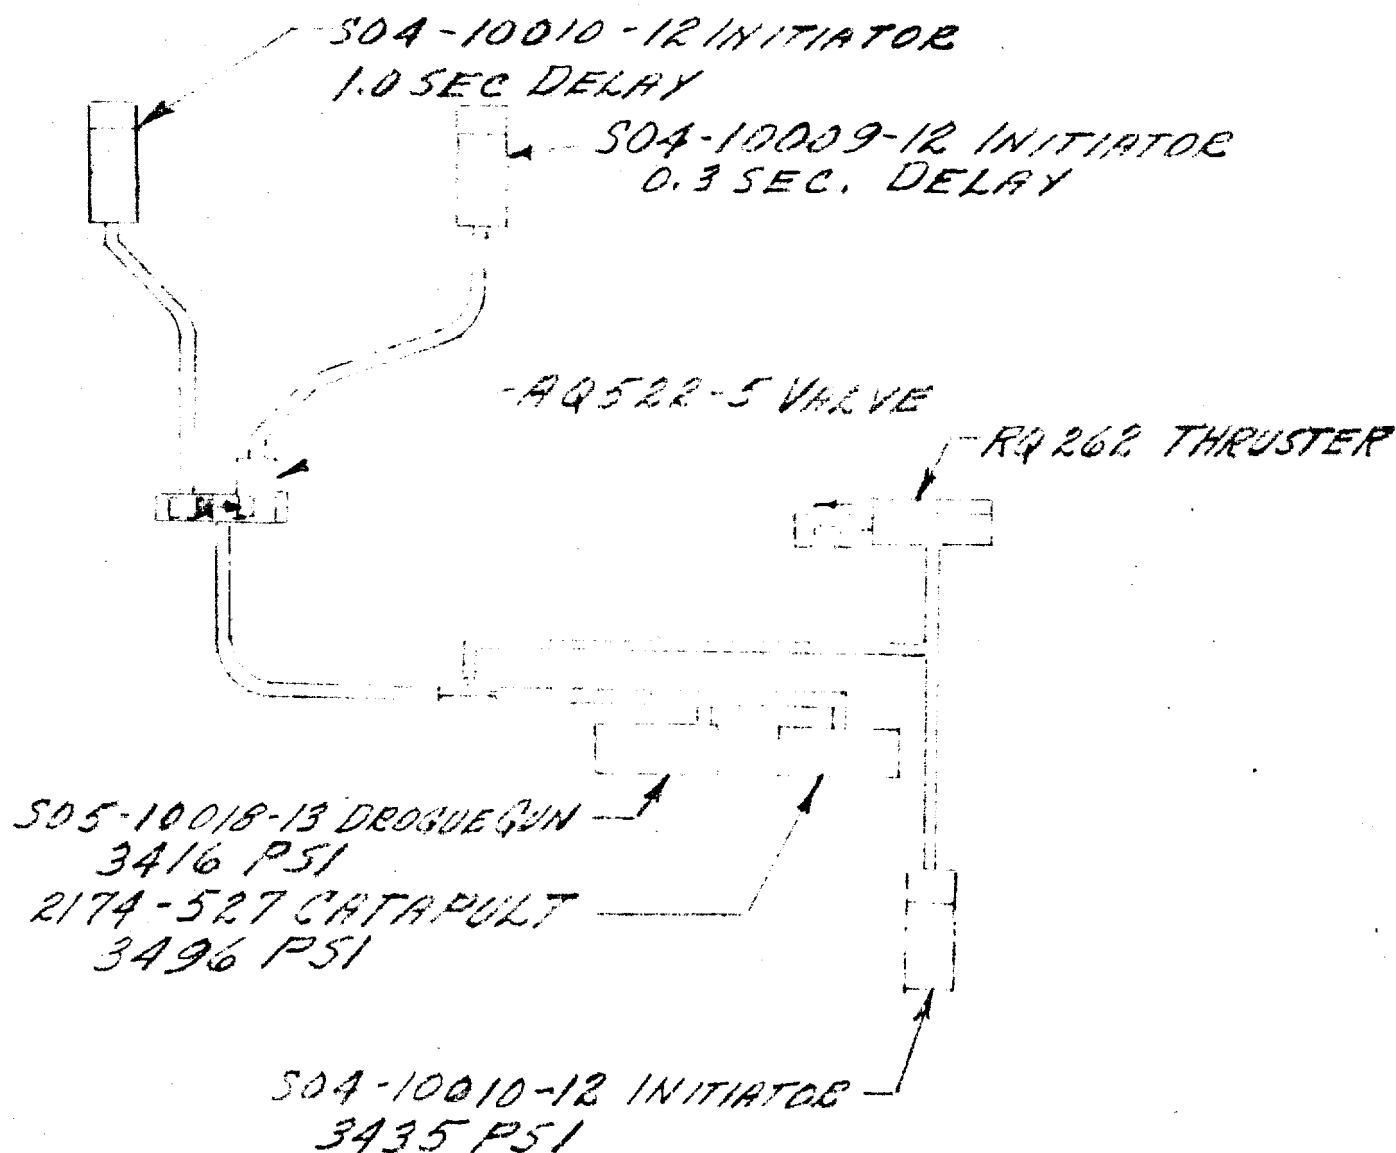 S04-10010-12 INITIATOR
1.0 SEC DELAY
S04-10009-12 INITIATOR
0.3 SEC. DELAY
AQ522-5 VALVE
RQ262 THRUSTER
S05-10018-13 DROGUE GUN
3416 PSI
2174-527 CATAPULT
3496 PSI
S04-10010-12 INITIATOR
3435 PSI